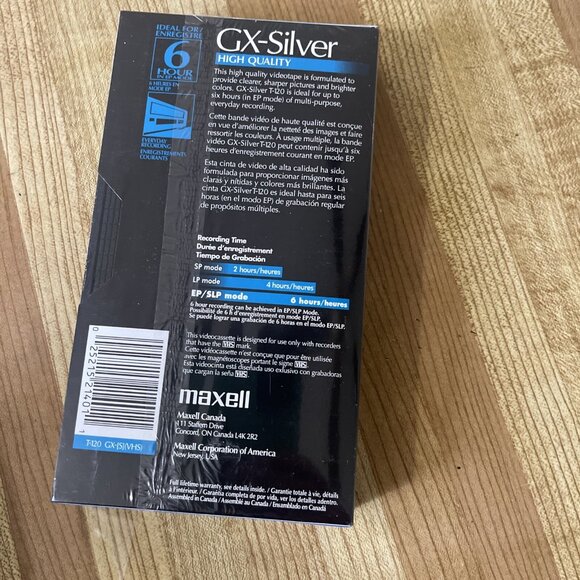 IDEAL FOR/
ENREGISTRE
6
HOUR
IN EP MODE
6 HEURES EN
MODE EP
EVERYDAY
RECORDING
ENREGISTREMENTS
COURANTS
GX-Silver
HIGH QUALITY
This high quality videotape is formulated to
provide clearer, sharper pictures and brighter
colors. GX-Silver T-120 is ideal for up to
six hours (in EP mode) of multi-purpose,
everyday recording.
Cette bande vidéo de haute qualité est conçue
en vue d'améliorer la netteté des images et faire
ressortir les couleurs. À usage multiple, la bande
vidéo GX-Silver T-120 peut contenir jusqu'à six
heures d'enregistrement courant en mode EP.
Esta cinta de video de alta calidad ha sido
formulada para proporcionar imágenes más
claras y nítidas y colores más brillantes. La
cinta GX-Silver T-120 es ideal hasta para seis
horas (en el modo EP) de grabación regular
de propósitos múltiples.
Recording Time
Durée d'enregistrement
Tiempo de Grabación
SP mode 2 hours/heures
LP mode 4 hours/heures
EP/SLP mode 6 hours/heures
6 hour recording can be achieved in EP/SLP Mode.
Possibilité de 6 h d'enregistrement en mode EP/SLP.
Se puede lograr una grabación de 6 horas en el modo EP/SLP.
This videocassette is designed for use only with recorders
that have the VHS mark.
Cette vidéocassette n'est conçue que pour être utilisée
avec les magnétoscopes portant le signe VHS.
Esta videocinta está diseñada para uso exclusivo con grabadoras
que cargan la seña VHS.
maxell
Maxell Canada
Concord, ON Canada L4K 2R2
Maxell Corporation of America
New Jersey, USA
Full lifetime warranty, see details inside. / Garantie totale à vie, détails
à l'intérieur. / Garantía completa de por vida, ver los detalles adentro.
Assembled in Canada / Assemblé au Canada / Ensamblado en Canadá
0 25215 21401 1
T-120 GX-(S)(VHS)